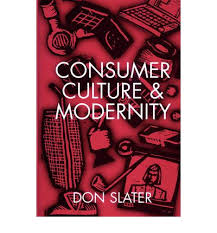 CONSUMER
CULTURE &
MODERNITY
DON SLATER